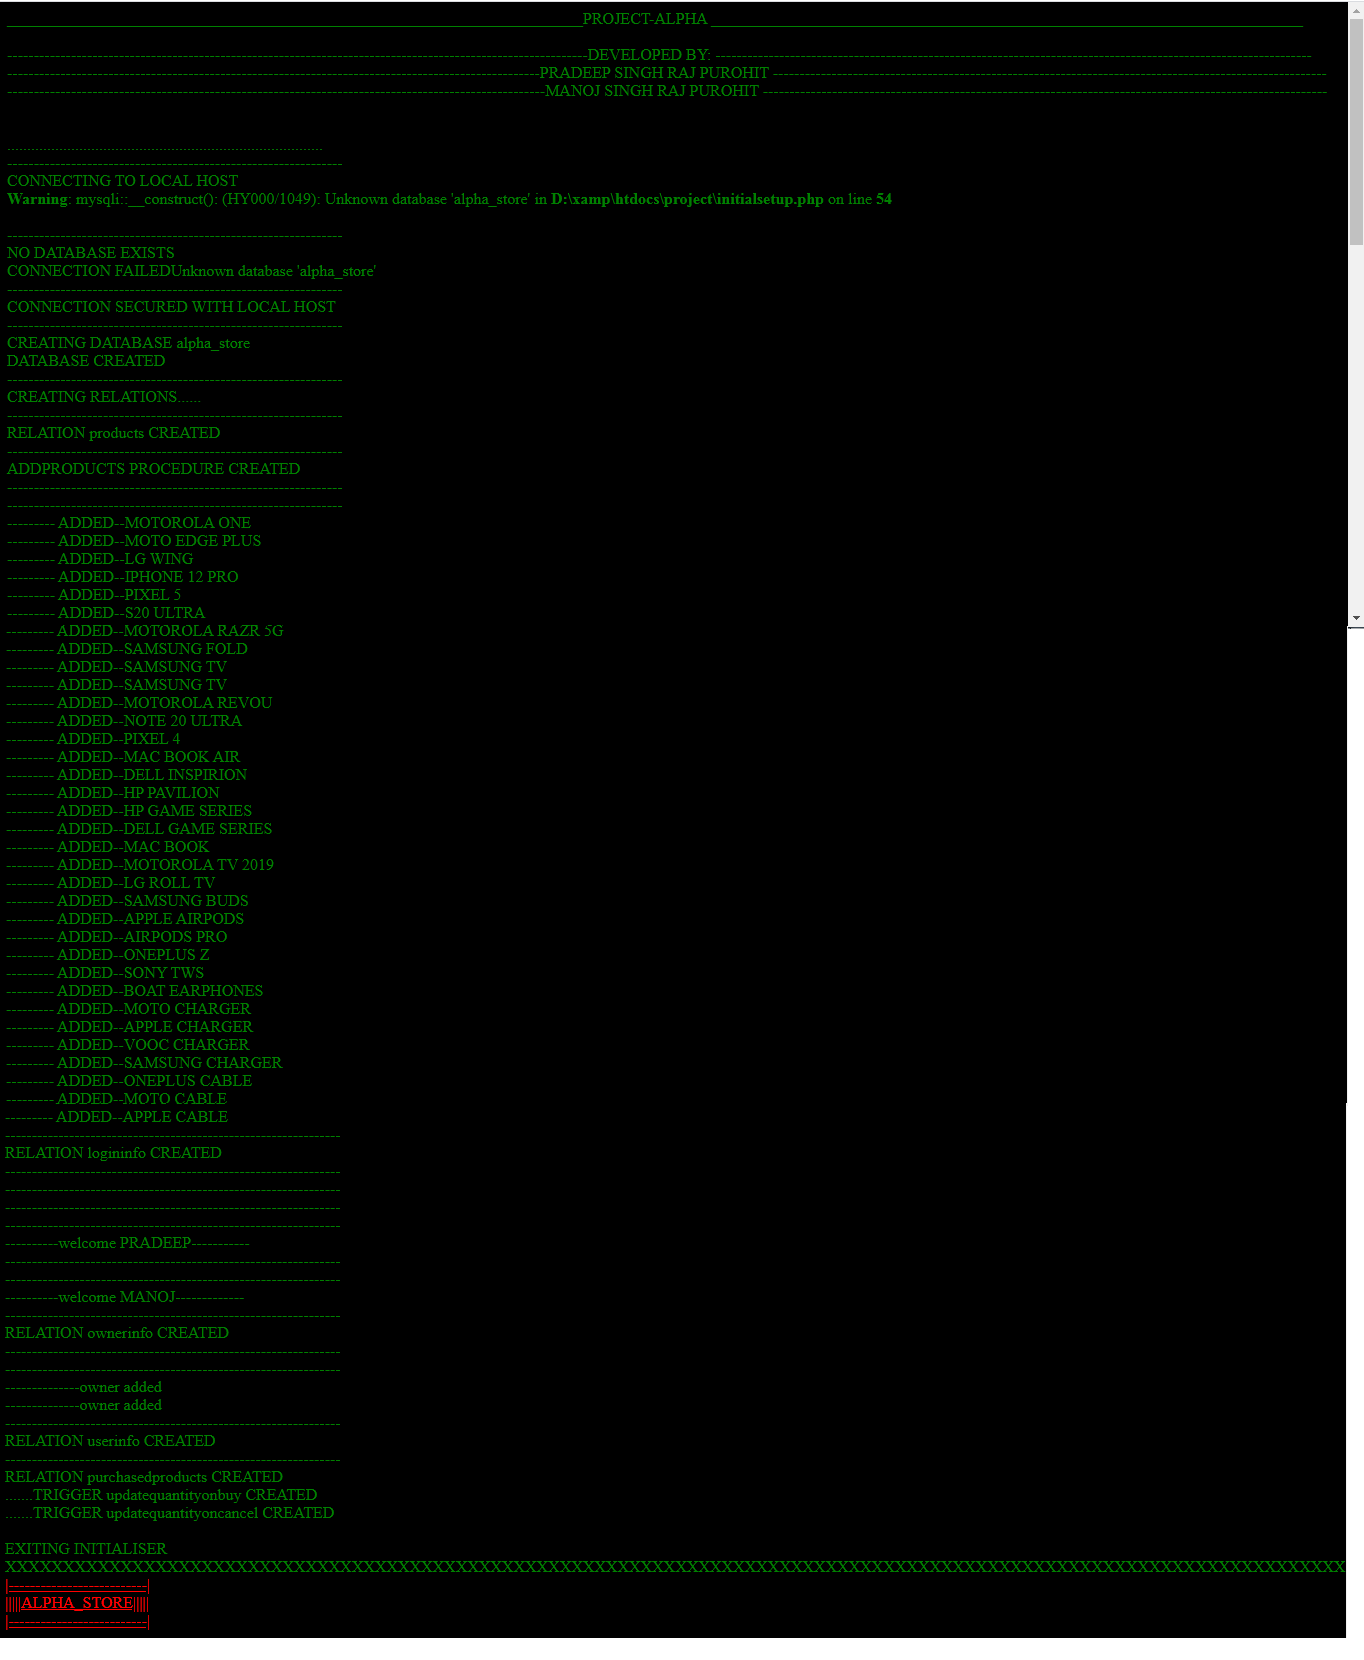 ______________________________________________________________________PROJECT-ALPHA ________________________________________________________________________
-------------------------------------------------------------------------------------------------------------DEVELOPED BY: ----------------------------------------------------------------------------------------------------------------
----------------------------------------------------------------------------------------------------PRADEEP SINGH RAJ PUROHIT --------------------------------------------------------------------------------------------------------
-----------------------------------------------------------------------------------------------------MANOJ SINGH RAJ PUROHIT ----------------------------------------------------------------------------------------------------------
...............................................................................
---------------------------------------------------------------
CONNECTING TO LOCAL HOST
Warning: mysqli::__construct(): (HY000/1049): Unknown database 'alpha_store' in D:\xamp\htdocs\project\initialsetup.php on line 54
---------------------------------------------------------------
NO DATABASE EXISTS
CONNECTION FAILEDUnknown database 'alpha_store'
---------------------------------------------------------------
CONNECTION SECURED WITH LOCAL HOST
---------------------------------------------------------------
CREATING DATABASE alpha_store
DATABASE CREATED
---------------------------------------------------------------
CREATING RELATIONS......
---------------------------------------------------------------
RELATION products CREATED
---------------------------------------------------------------
ADDPRODUCTS PROCEDURE CREATED
---------------------------------------------------------------
---------------------------------------------------------------
--------- ADDED--MOTOROLA ONE
--------- ADDED--MOTO EDGE PLUS
--------- ADDED--LG WING
--------- ADDED--IPHONE 12 PRO
--------- ADDED--PIXEL 5
--------- ADDED--S20 ULTRA
--------- ADDED--MOTOROLA RAZR 5G
--------- ADDED--SAMSUNG FOLD
--------- ADDED--SAMSUNG TV
--------- ADDED--SAMSUNG TV
--------- ADDED--MOTOROLA REVOU
--------- ADDED--NOTE 20 ULTRA
--------- ADDED--PIXEL 4
--------- ADDED--MAC BOOK AIR
--------- ADDED--DELL INSPIRION
--------- ADDED--HP PAVILION
--------- ADDED--HP GAME SERIES
--------- ADDED--DELL GAME SERIES
--------- ADDED--MAC BOOK
--------- ADDED--MOTOROLA TV 2019
--------- ADDED--LG ROLL TV
--------- ADDED--SAMSUNG BUDS
--------- ADDED--APPLE AIRPODS
--------- ADDED--AIRPODS PRO
--------- ADDED--ONEPLUS Z
--------- ADDED--SONY TWS
--------- ADDED--BOAT EARPHONES
--------- ADDED--MOTO CHARGER
--------- ADDED--APPLE CHARGER
--------- ADDED--VOOC CHARGER
--------- ADDED--SAMSUNG CHARGER
--------- ADDED--ONEPLUS CABLE
--------- ADDED--MOTO CABLE
--------- ADDED--APPLE CABLE
---------------------------------------------------------------
RELATION logininfo CREATED
---------------------------------------------------------------
---------------------------------------------------------------
---------------------------------------------------------------
---------------------------------------------------------------
----------welcome PRADEEP-----------
---------------------------------------------------------------
---------------------------------------------------------------
----------welcome MANOJ-------------
---------------------------------------------------------------
RELATION ownerinfo CREATED
---------------------------------------------------------------
---------------------------------------------------------------
--------------owner added
--------------owner added
---------------------------------------------------------------
RELATION userinfo CREATED
---------------------------------------------------------------
RELATION purchasedproducts CREATED
.......TRIGGER updatequantityonbuy CREATED
.......TRIGGER updatequantityoncancel CREATED
EXITING INITIALISER
XXXXXXXXXXXXXXXXXXXXXXXXXXXXXXXXXXXXXXXXXXXXXXXXXXXXXXXXXXXXXXXXXXXXXXXXXXXXXXXXXXXXXXXXXXXXXXXXXXXXXXXXXXXXXXXXXXXX
|--------------------------|
|||||ALPHA_STORE|||||
|--------------------------|